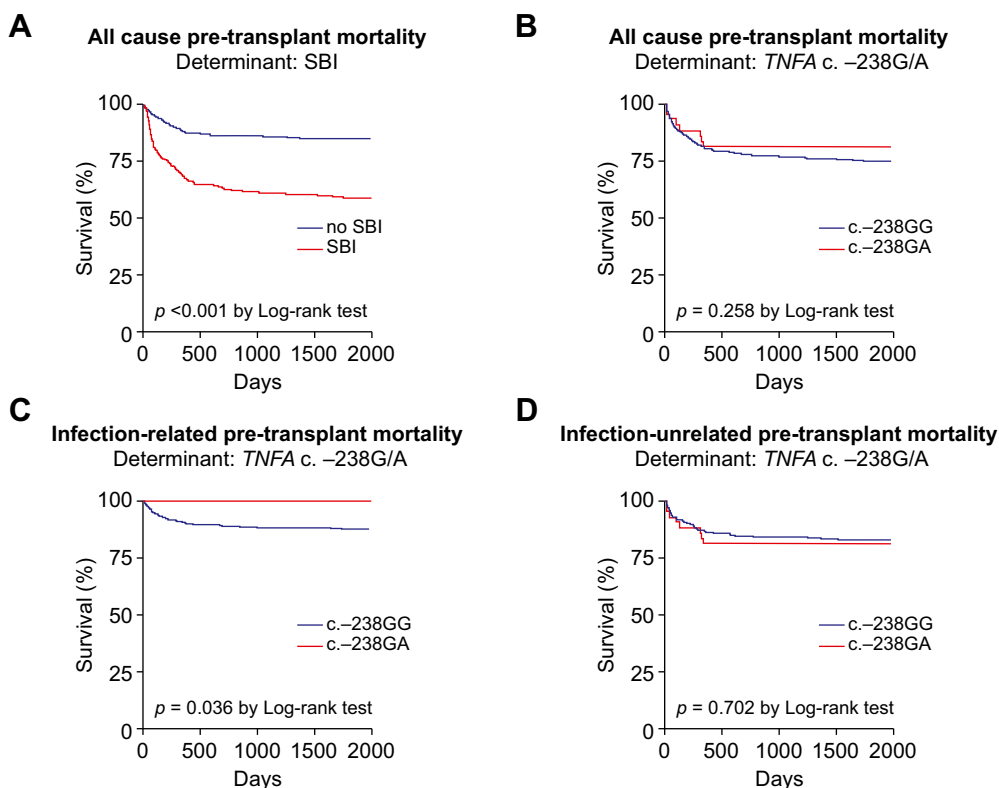 A
All cause pre-transplant mortality
Determinant: SBI
100
75
50
25
0
Survival (%)
no SBI
SBI
p <0.001 by Log-rank test
0 500 1000 1500 2000
Days
B
All cause pre-transplant mortality
Determinant: TNFA c. –238G/A
100
75
50
25
0
Survival (%)
c.–238GG
c.–238GA
p = 0.258 by Log-rank test
0 500 1000 1500 2000
Days
C
Infection-related pre-transplant mortality
Determinant: TNFA c. –238G/A
100
75
50
25
0
Survival (%)
c.–238GG
c.–238GA
p = 0.036 by Log-rank test
0 500 1000 1500 2000
Days
D
Infection-unrelated pre-transplant mortality
Determinant: TNFA c. –238G/A
100
75
50
25
0
Survival (%)
c.–238GG
c.–238GA
p = 0.702 by Log-rank test
0 500 1000 1500 2000
Days